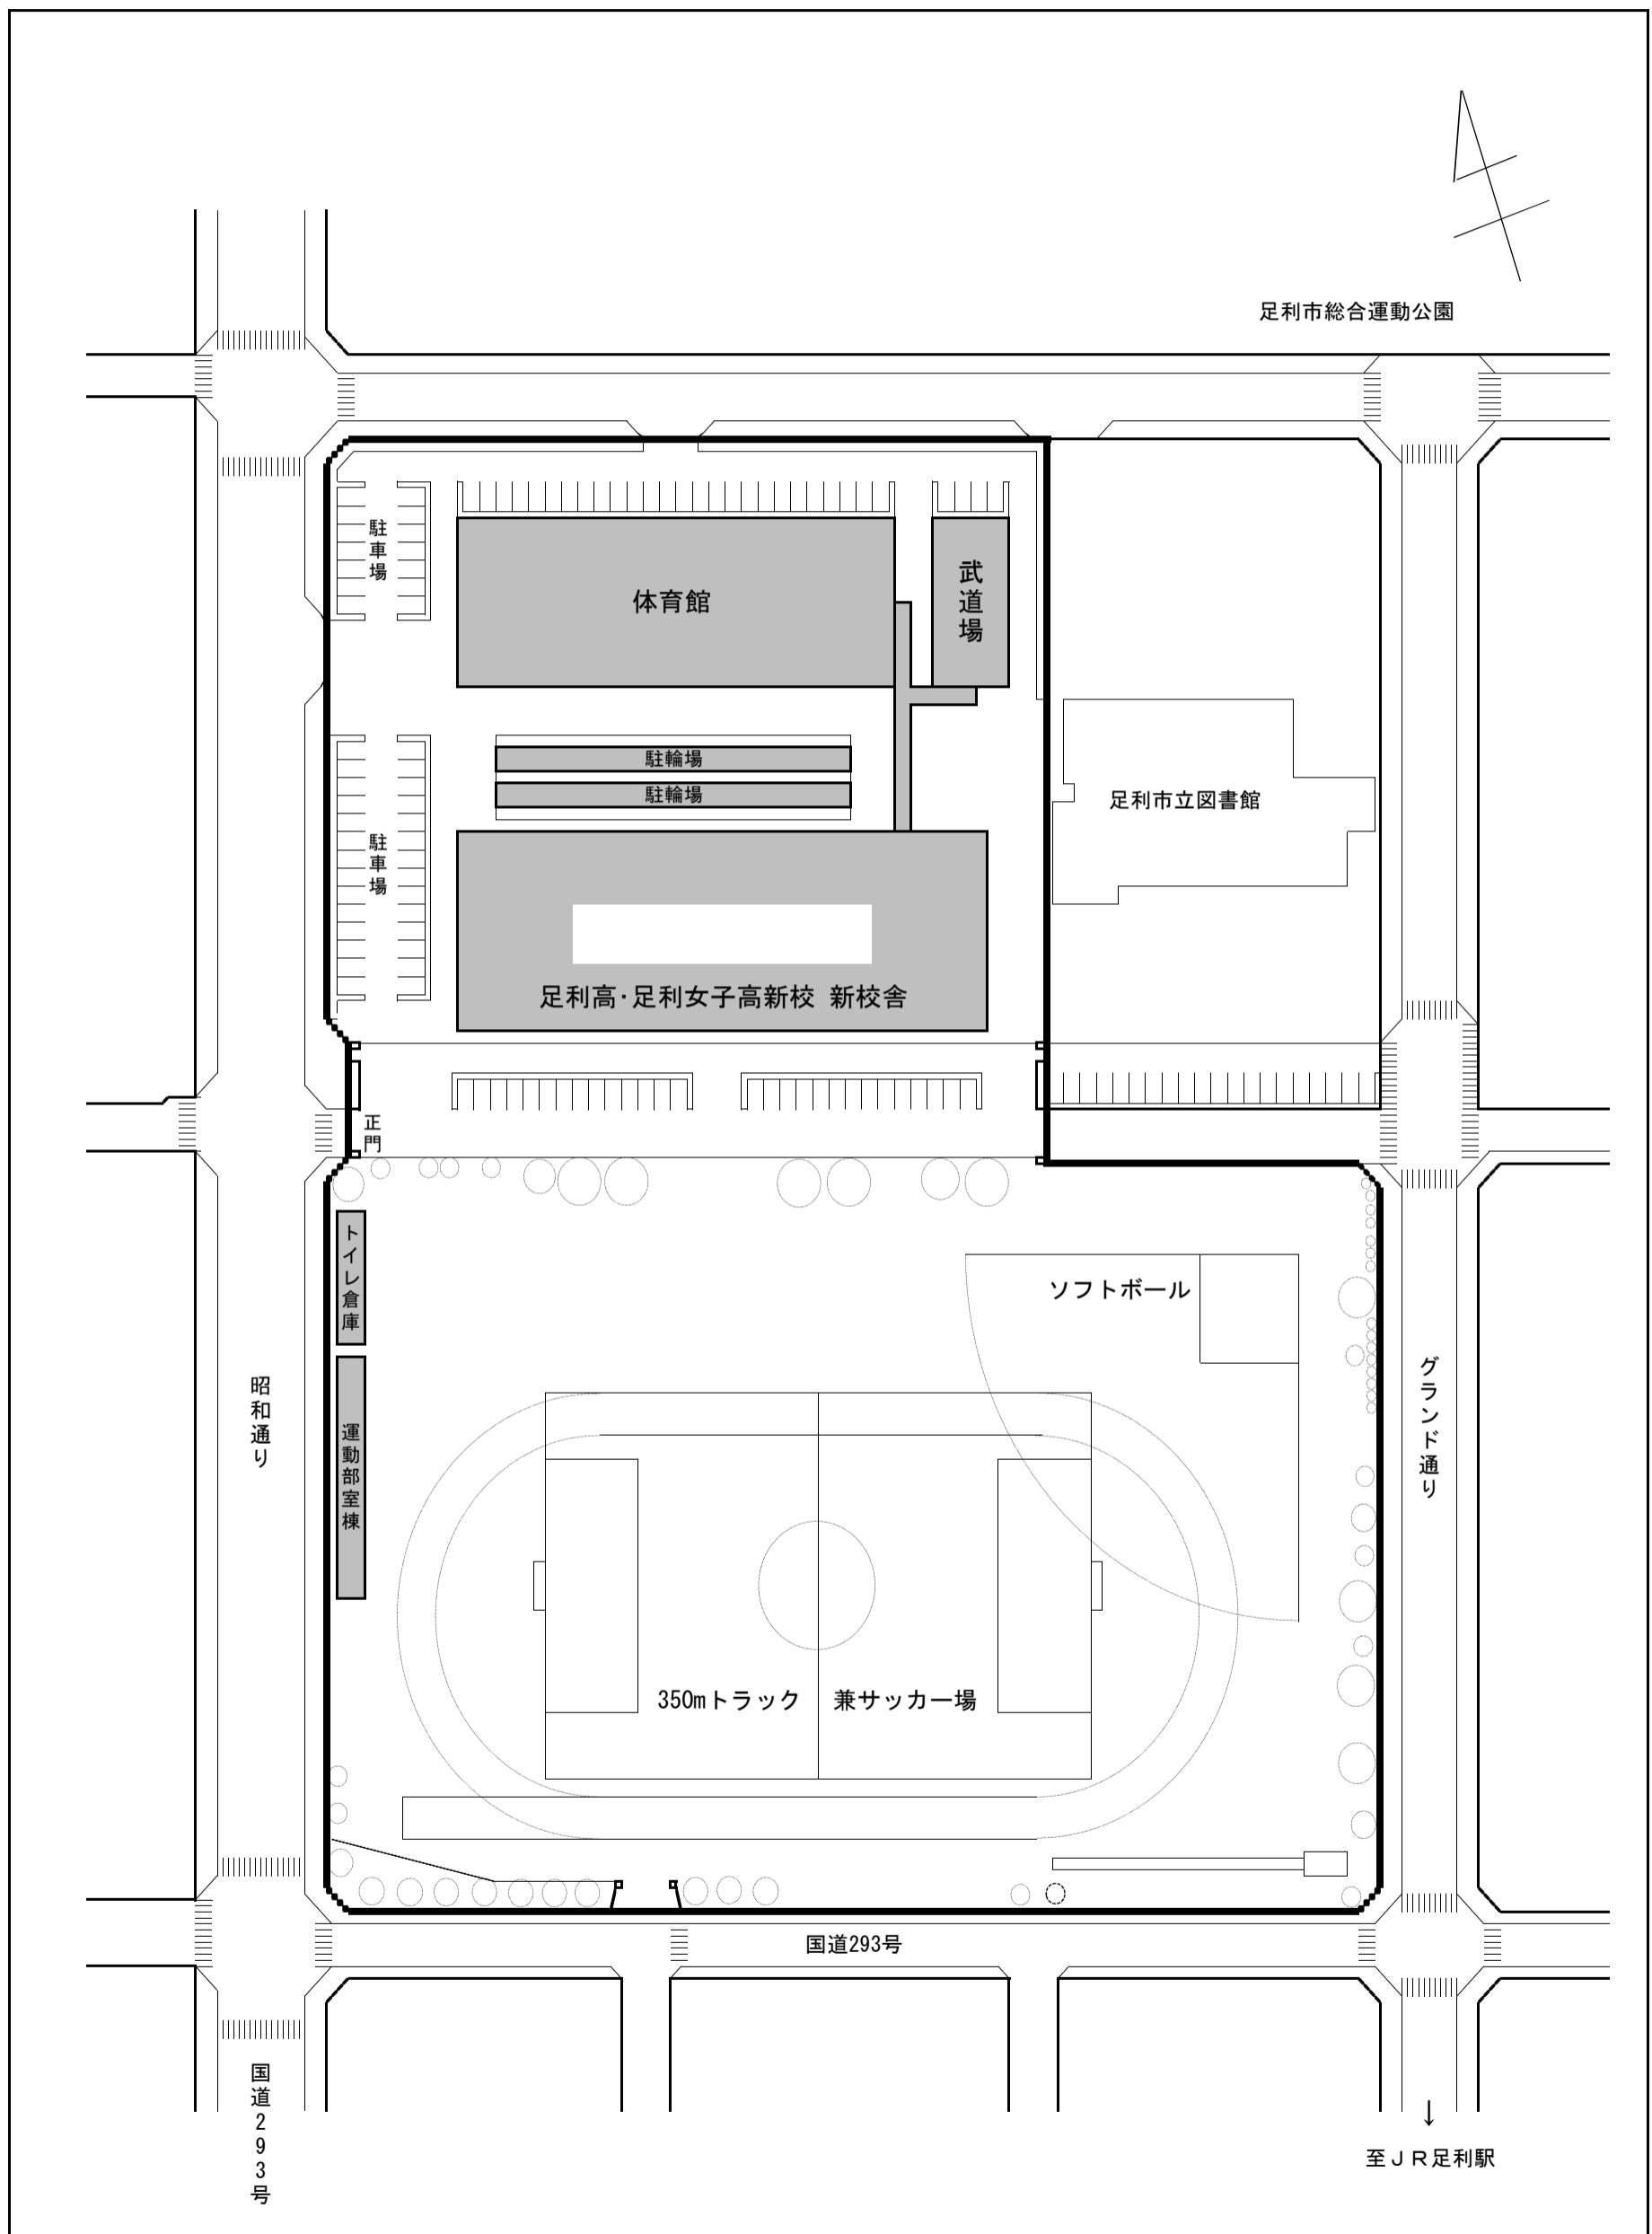 足利市総合運動公園
駐車場
体育館
武道場
駐輪場
駐輪場
足利市立図書館
駐車場
足利高・足利女子高新校 新校舎
正門
トイレ倉庫
ソフトボール
昭和通り
グランド通り
運動部室棟
350mトラック 兼サッカー場
国道293号
国道293号
↓
至JR足利駅